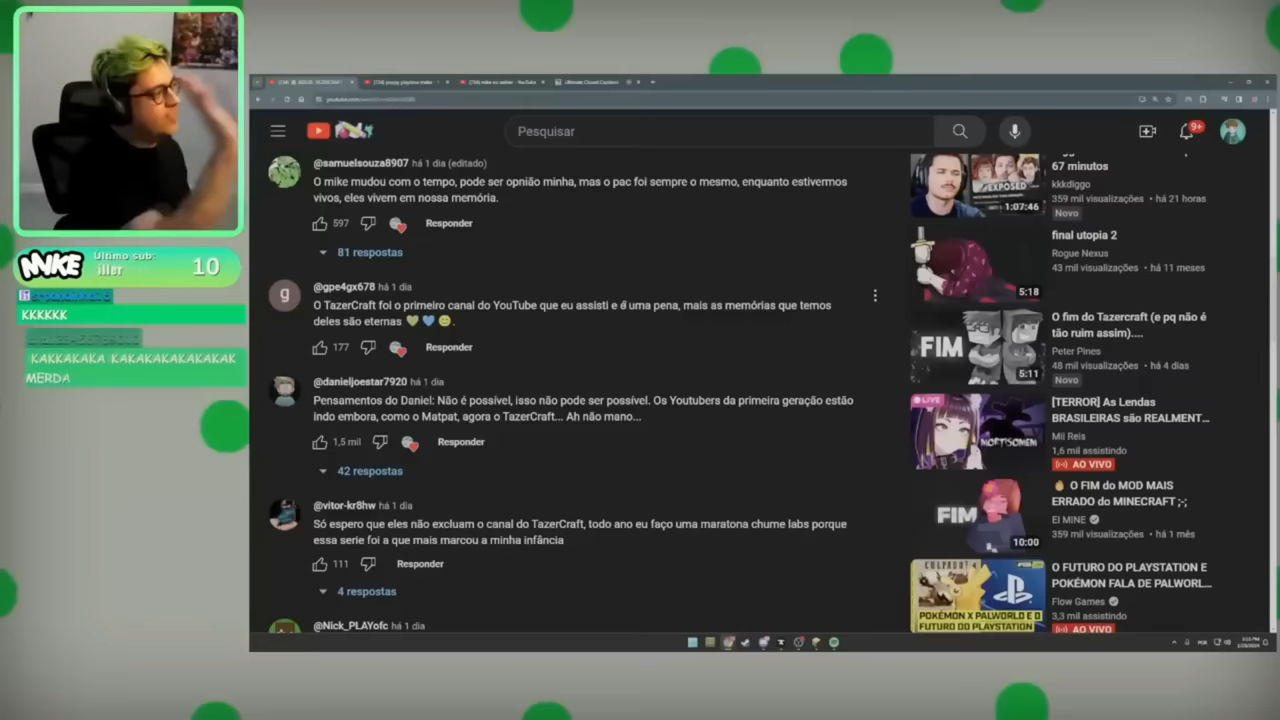 Pesquisar
9+
@samuelsouza8907 há 1 dia (editado)
O mike mudou com o tempo, pode ser opnião minha, mas o pac foi sempre o mesmo, enquanto estivermos
vivos, eles vivem em nossa memória.
597 Responder
81 respostas
g
@gpe4gx678 há 1 dia
O TazerCraft foi o primeiro canal do YouTube que eu assisti e é uma pena, mais as memórias que temos
deles são eternas 💚 💙 😊.
177 Responder
@danieljoestar7920 há 1 dia
Pensamentos do Daniel: Não é possível, isso não pode ser possível. Os Youtubers da primeira geração estão
indo embora, como o Matpat, agora o TazerCraft... Ah não mano...
1,5 mil Responder
42 respostas
@vitor-kr8hw há 1 dia
Só espero que eles não excluam o canal do TazerCraft, todo ano eu faço uma maratona chume labs porque
essa serie foi a que mais marcou a minha infância
111 Responder
4 respostas
@Nick_PLAYofc há 1 dia
EXPOSED
1:07:46
67 minutos
kkkdiggo
359 mil visualizações • há 21 horas
Novo
5:18
final utopia 2
Rogue Nexus
43 mil visualizações • há 11 meses
FIM
5:11
O fim do Tazercraft (e pq não é
tão ruim assim)....
Peter Pines
48 mil visualizações • há 4 dias
Novo
LIVE
MORTISOMEM
[TERROR] As Lendas
BRASILEIRAS são REALMENT...
Mii Reis
1,6 mil assistindo
AO VIVO
FIM
10:00
🔥 O FIM do MOD MAIS
ERRADO do MINECRAFT ;-;
El MINE
359 mil visualizações • há 1 mês
POKÉMON X PALWORLD E O
FUTURO DO PLAYSTATION
O FUTURO DO PLAYSTATION E
POKÉMON FALA DE PALWORL...
Flow Games
3,3 mil assistindo
AO VIVO
MIKE
Último sub:
iller
10
KKKKKK
KAKKAKAKA KAKAKAKAKAKAK
MERDA